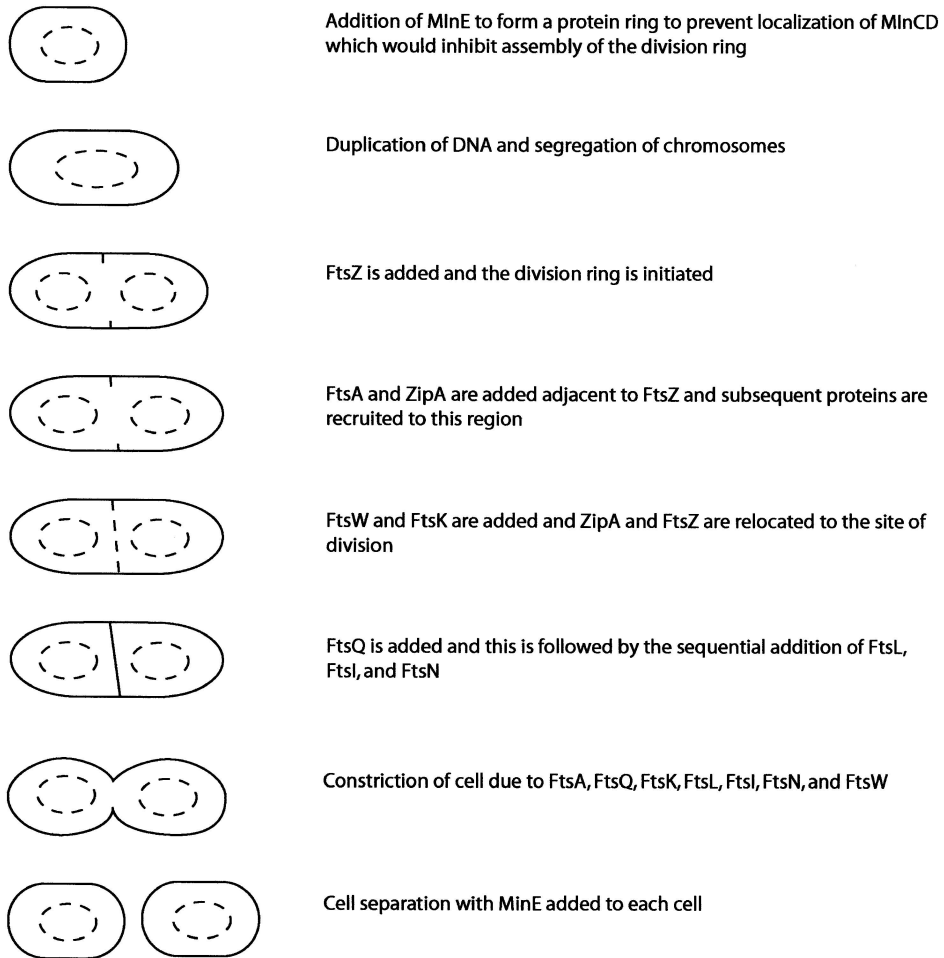 Addition of MInE to form a protein ring to prevent localization of MInCD
which would inhibit assembly of the division ring
Duplication of DNA and segregation of chromosomes
FtsZ is added and the division ring is initiated
FtsA and ZipA are added adjacent to FtsZ and subsequent proteins are
recruited to this region
FtsW and FtsK are added and ZipA and FtsZ are relocated to the site of
division
FtsQ is added and this is followed by the sequential addition of FtsL,
FtsI, and FtsN
Constriction of cell due to FtsA, FtsQ, FtsK, FtsL, FtsI, FtsN, and FtsW
Cell separation with MinE added to each cell